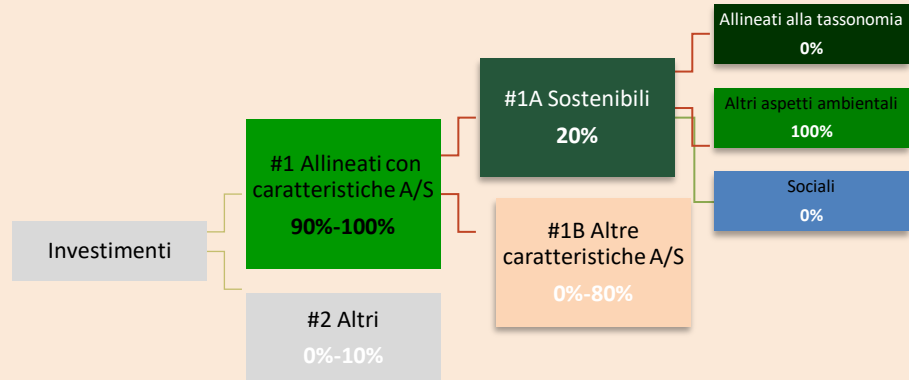 Investimenti
#1 Allineati con
caratteristiche A/S
90%-100%
#2 Altri
0%-10%
#1A Sostenibili
20%
#1B Altre
caratteristiche A/S
0%-80%
Allineati alla tassonomia
0%
Altri aspetti ambientali
100%
Sociali
0%